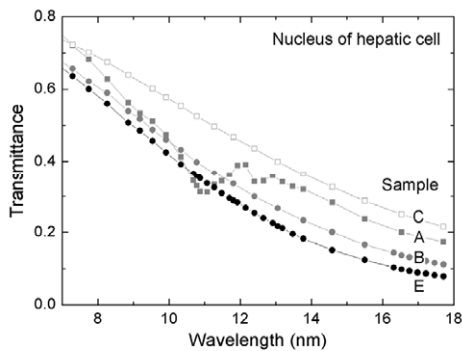 Nucleus of hepatic cell
Transmittance
0.8
0.6
0.4
0.2
0.0
Sample
C
A
B
E
8 10 12 14 16 18
Wavelength (nm)